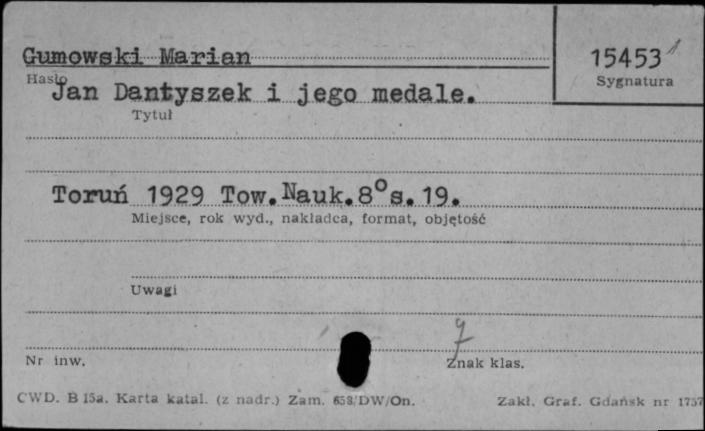 Gumowski Marian
15453
Hasło
Sygnatura
Jan Dantyszek i jego medale.
Tytuł
Toruń 1929 Tow. Nauk. 8° s. 19.
Miejsce, rok wyd., nakładca, format, objętość
Uwagi
Nr inw.
Znak klas.
CWD. B 15a. Karta katal. (z nadr.) Zam. 658/DW/On.
Zakł. Graf. Gdańsk nr 1757